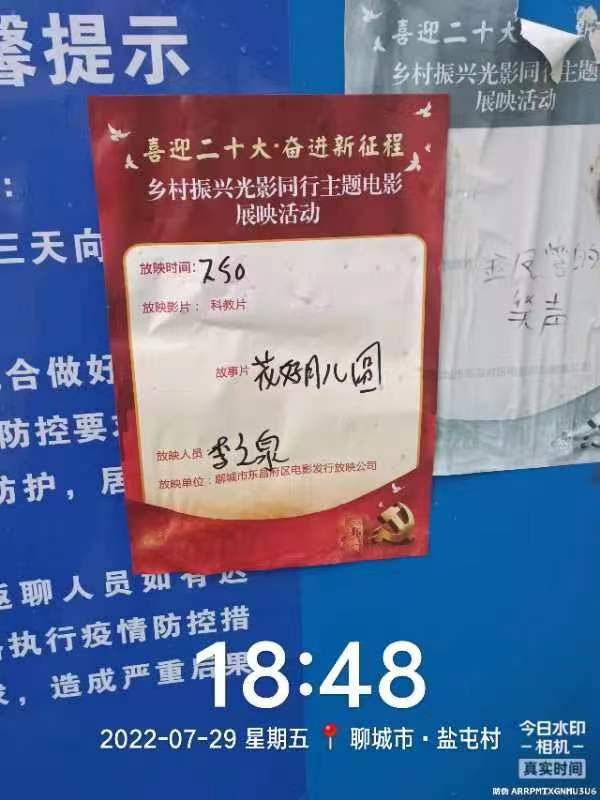 馨提示
喜迎二十大
乡村振兴光影同行主题
展映活动
喜迎二十大·奋进新征程
乡村振兴光影同行主题电影
展映活动
放映时间：750
放映影片： 科教片
故事片 花好月儿圆
放映人员 李之泉
放映单位：聊城市东昌府区电影发行放映公司
的
笑声
三天向
合做好
防控要
防护，居
返聊人员如有迟
执行疫情防控措
，造成严重后果
18:48
2022-07-29 星期五 聊城市·盐屯村
今日水印
-相机-
真实时间
防伪 ARRPMTXGNMU3U6